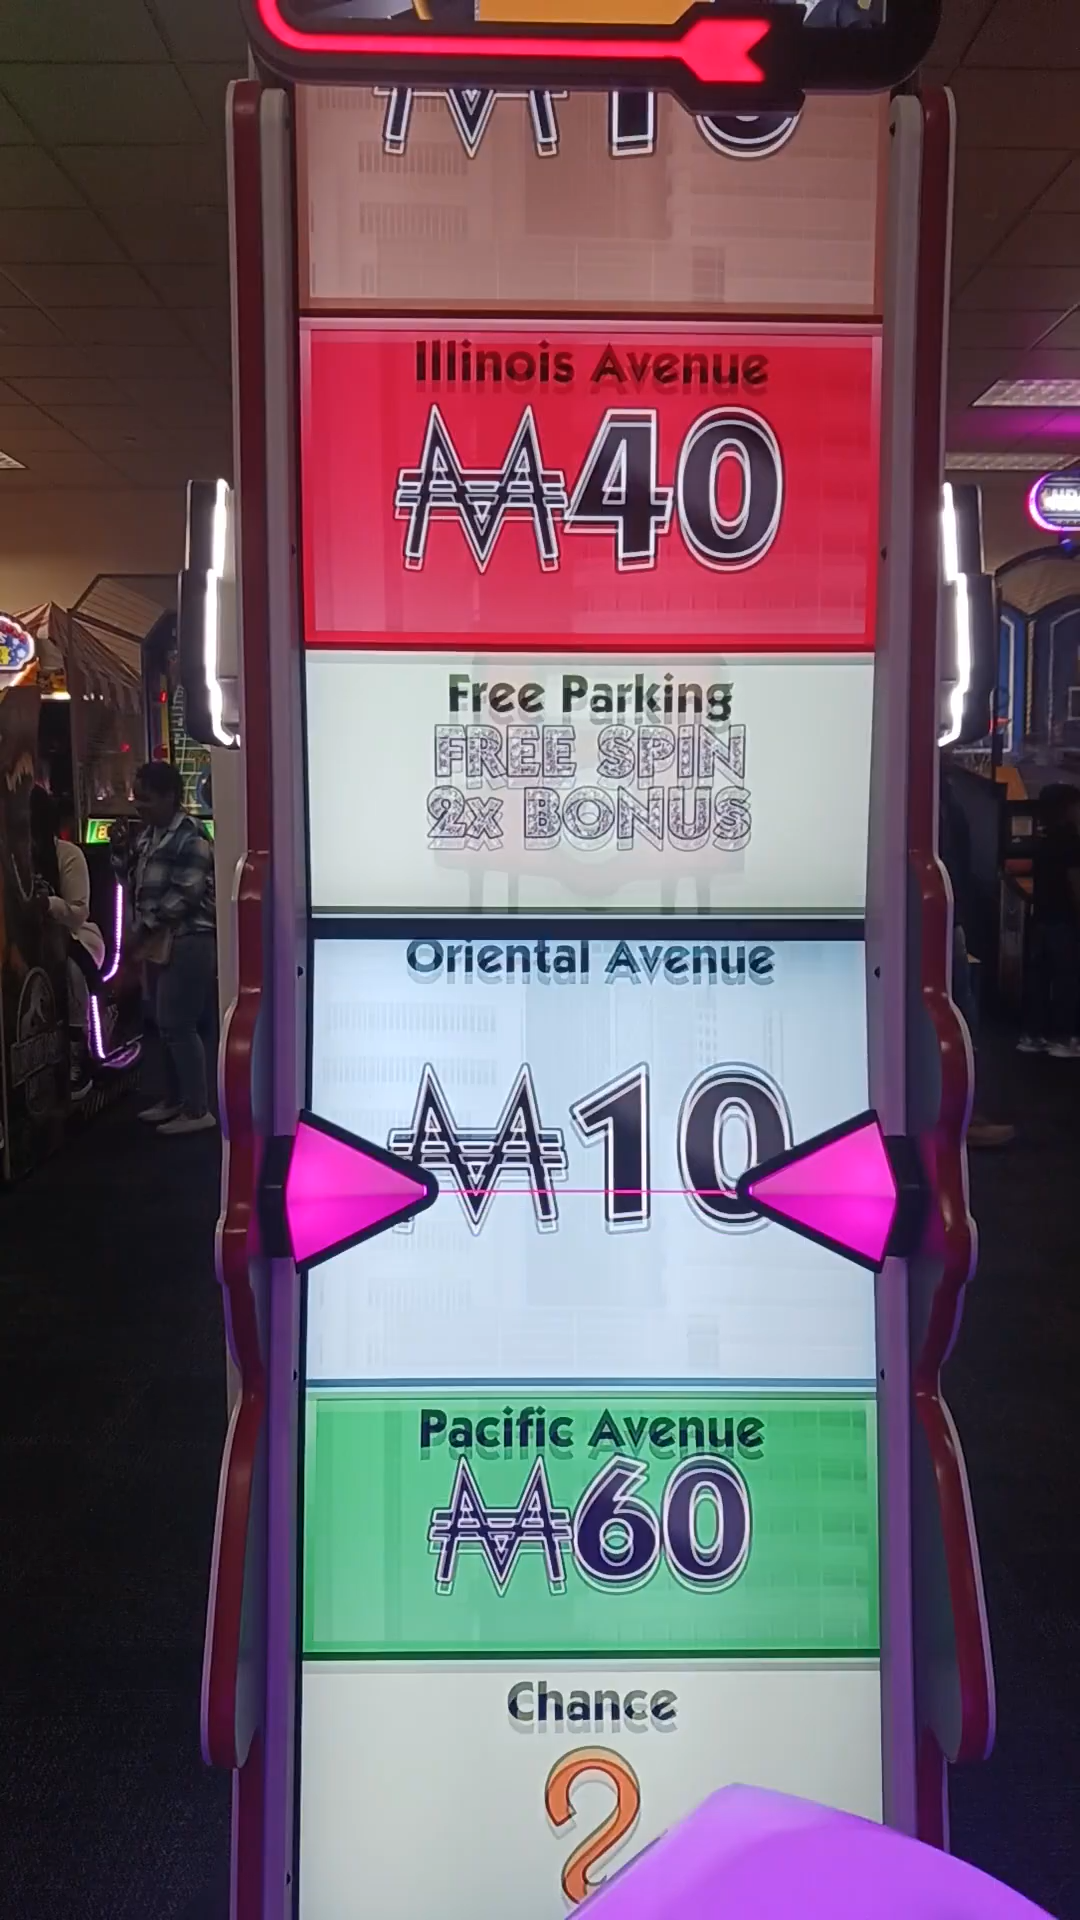 Illinois Avenue
₩40
Free Parking
FREE SPIN
2x BONUS
Oriental Avenue
₩10
Pacific Avenue
₩60
Chance
?